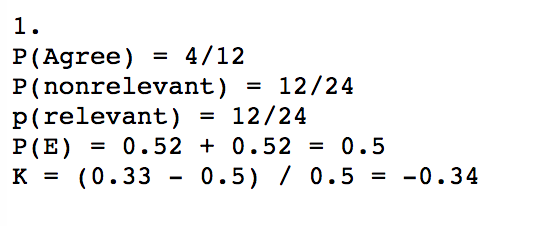 1.
P(Agree) = 4/12
P(nonrelevant) = 12/24
p(relevant) = 12/24
P(E) = 0.52 + 0.52 = 0.5
K = (0.33 - 0.5) / 0.5 = -0.34